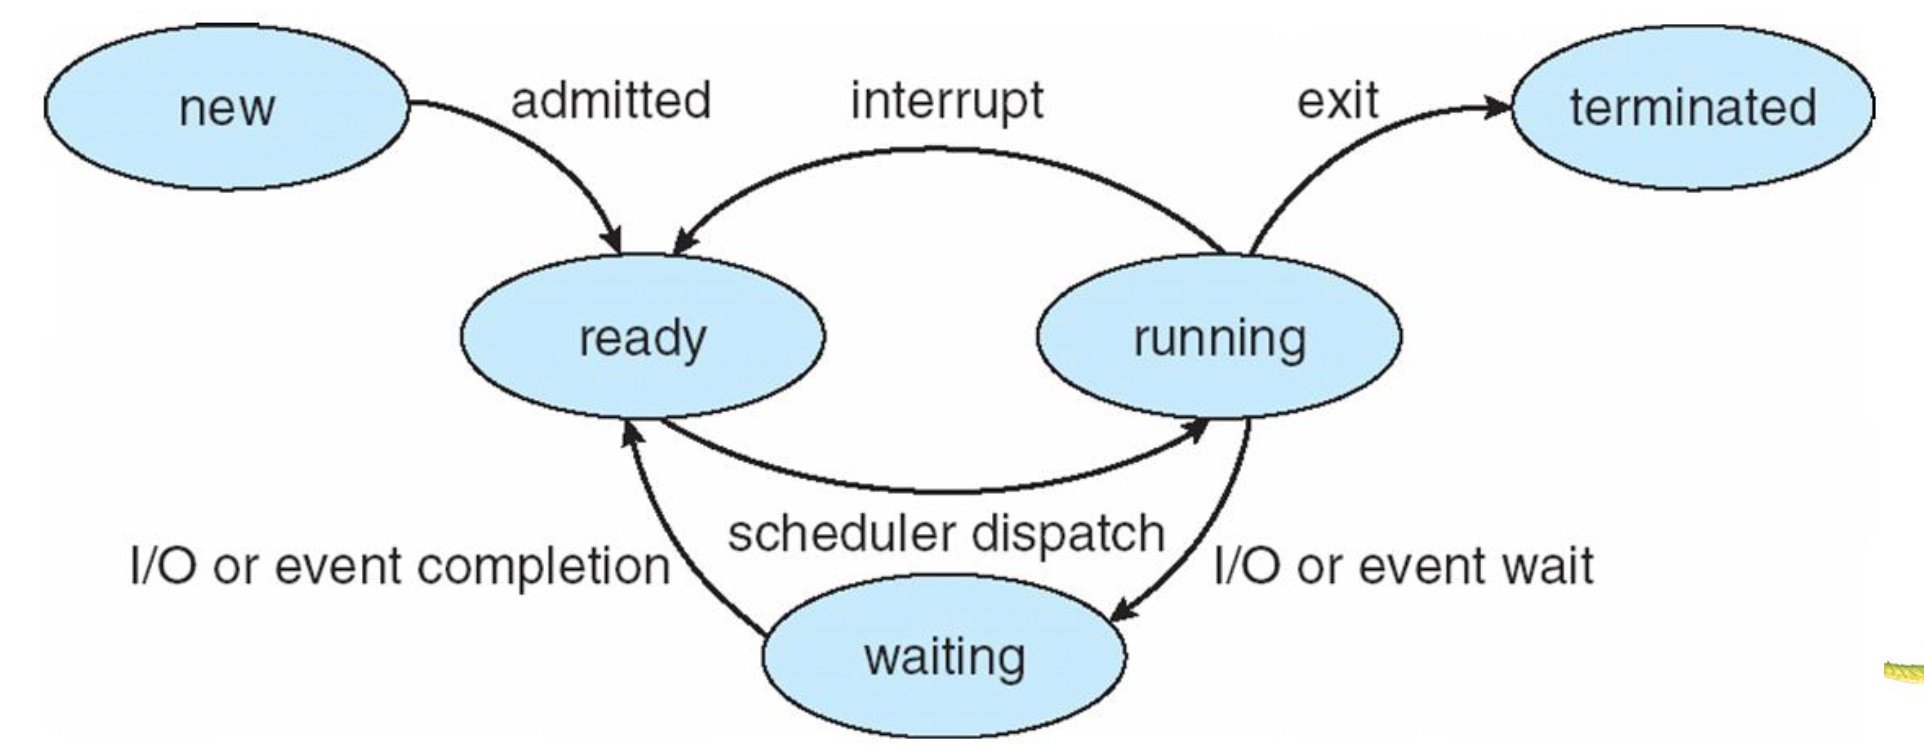 new
admitted
interrupt
exit
terminated
ready
running
scheduler dispatch
I/O or event completion
I/O or event wait
waiting